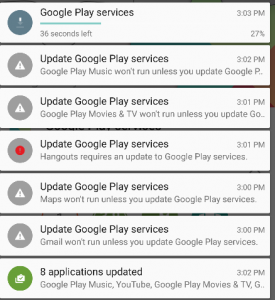 Google Play services 3:03 PM
36 seconds left 27%
Update Google Play services 3:02 PM
Google Play Music won't run unless you update Google P..
Update Google Play services 3:01 PM
Google Play Movies & TV won't run unless you update Go..
Update Google Play services 3:01 PM
Hangouts requires an update to Google Play services.
Update Google Play services 3:00 PM
Maps won't run unless you update Google Play services.
Update Google Play services 3:00 PM
Gmail won't run unless you update Google Play services.
8 applications updated 3:02 PM
Google Play Music, YouTube, Google Play Movies & TV, G..